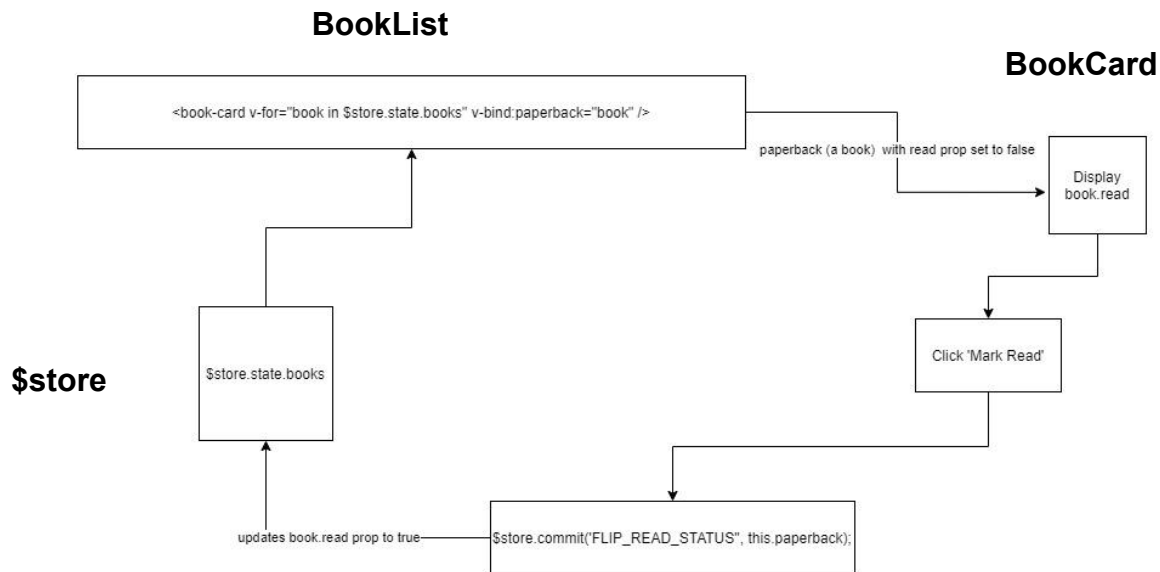 BookList
BookCard
<book-card v-for="book in $store.state.books" v-bind:paperback="book" />
paperback (a book)  with read prop set to false
Display
book.read
Click 'Mark Read'
$store
$store.state.books
updates book.read prop to true
$store.commit('FLIP_READ_STATUS", this.paperback);